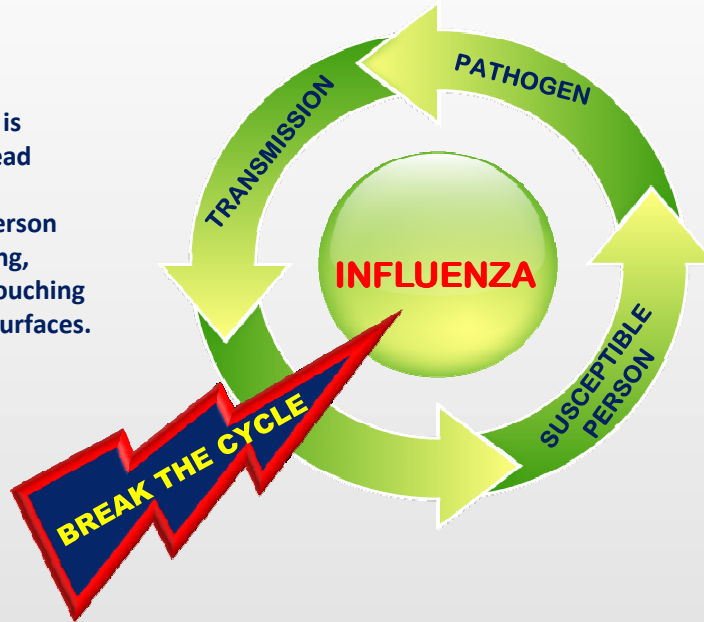 is
ead
erson
ng,
ouching
urfaces.
PATHOGEN
TRANSMISSION
INFLUENZA
SUSCEPTIBLE
PERSON
BREAK THE CYCLE